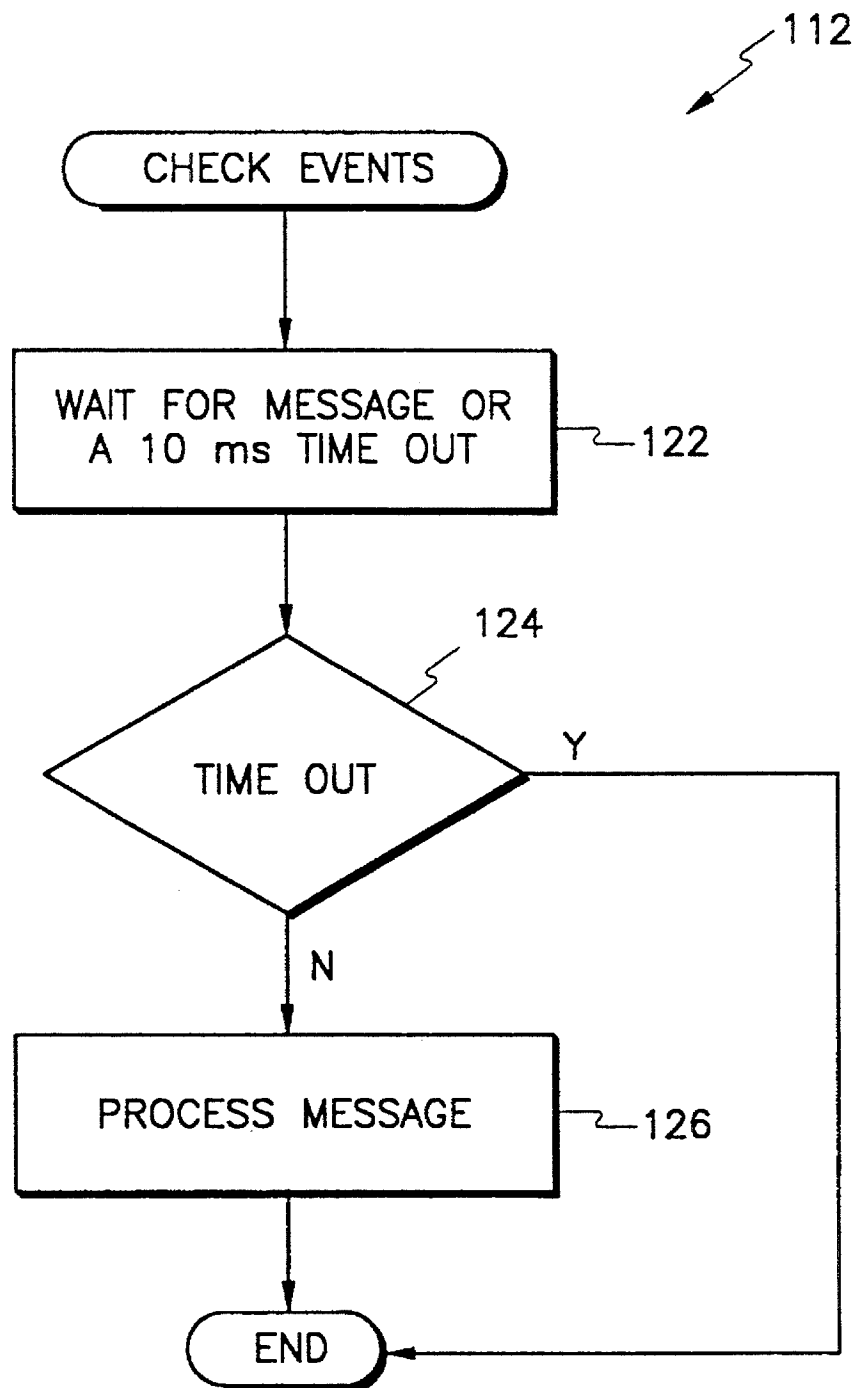 112
CHECK EVENTS
WAIT FOR MESSAGE OR
A 10 ms TIME OUT
122
124
TIME OUT
Y
N
PROCESS MESSAGE
126
END